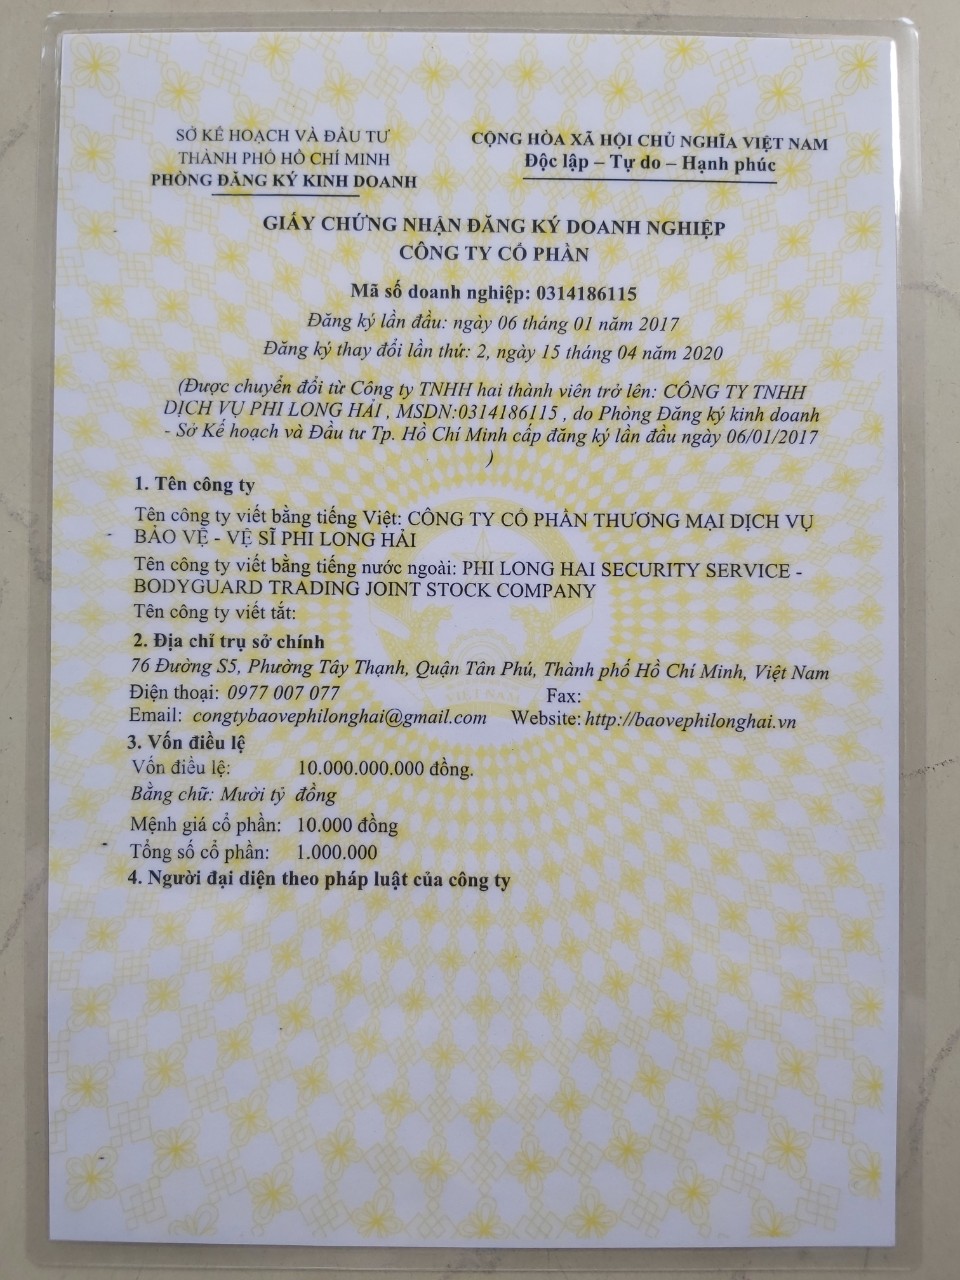 SỞ KẾ HOẠCH VÀ ĐẦU TƯ
THÀNH PHỐ HỒ CHÍ MINH
PHÒNG ĐĂNG KÝ KINH DOANH
CỘNG HÒA XÃ HỘI CHỦ NGHĨA VIỆT NAM
Độc lập – Tự do – Hạnh phúc
GIẤY CHỨNG NHẬN ĐĂNG KÝ DOANH NGHIỆP
CÔNG TY CỔ PHẦN
Mã số doanh nghiệp: 0314186115
Đăng ký lần đầu: ngày 06 tháng 01 năm 2017
Đăng ký thay đổi lần thứ: 2, ngày 15 tháng 04 năm 2020
(Được chuyển đổi từ Công ty TNHH hai thành viên trở lên: CÔNG TY TNHH
DỊCH VỤ PHI LONG HẢI , MSDN:0314186115 , do Phòng Đăng ký kinh doanh
- Sở Kế hoạch và Đầu tư Tp. Hồ Chí Minh cấp đăng ký lần đầu ngày 06/01/2017
)
1. Tên công ty
Tên công ty viết bằng tiếng Việt: CÔNG TY CỔ PHẦN THƯƠNG MẠI DỊCH VỤ
BẢO VỆ - VỆ SĨ PHI LONG HẢI
Tên công ty viết bằng tiếng nước ngoài: PHI LONG HAI SECURITY SERVICE -
BODYGUARD TRADING JOINT STOCK COMPANY
Tên công ty viết tắt:
2. Địa chỉ trụ sở chính
76 Đường S5, Phường Tây Thạnh, Quận Tân Phú, Thành phố Hồ Chí Minh, Việt Nam
Điện thoại: 0977 007 077 Fax:
Email: congtybaovephilonghai@gmail.com Website: http://baovephilonghai.vn
3. Vốn điều lệ
Vốn điều lệ: 10.000.000.000 đồng.
Bằng chữ: Mười tỷ đồng
Mệnh giá cổ phần: 10.000 đồng
Tổng số cổ phần: 1.000.000
4. Người đại diện theo pháp luật của công ty
VIỆT NAM